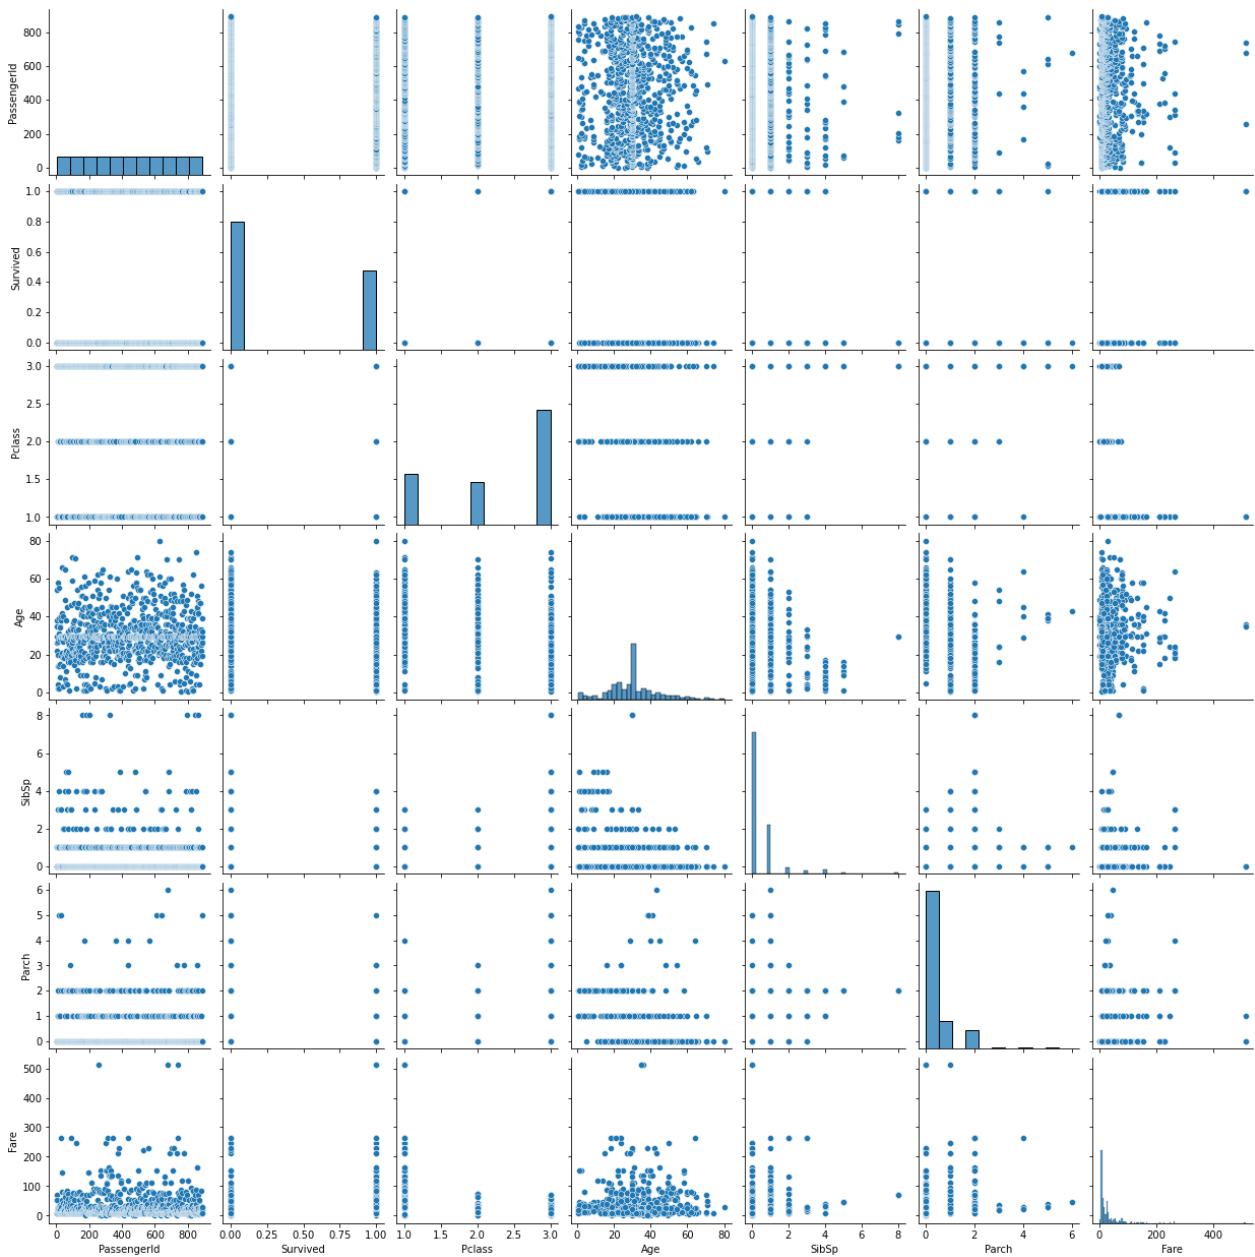 800
600
400
200
0
PassengerId
1.0
0.8
0.6
0.4
0.2
0.0
Survived
3.0
2.5
2.0
1.5
1.0
Pclass
80
60
40
20
0
Age
8
6
4
2
0
SibSp
6
5
4
3
2
1
0
Parch
500
400
300
200
100
0
Fare
0 200 400 600 800
0.00 0.25 0.50 0.75 1.00
1.0 1.5 2.0 2.5 3.0
0 20 40 60 80
0 2 4 6 8
0 2 4 6
0 200 400
PassengerId Survived Pclass Age SibSp Parch Fare